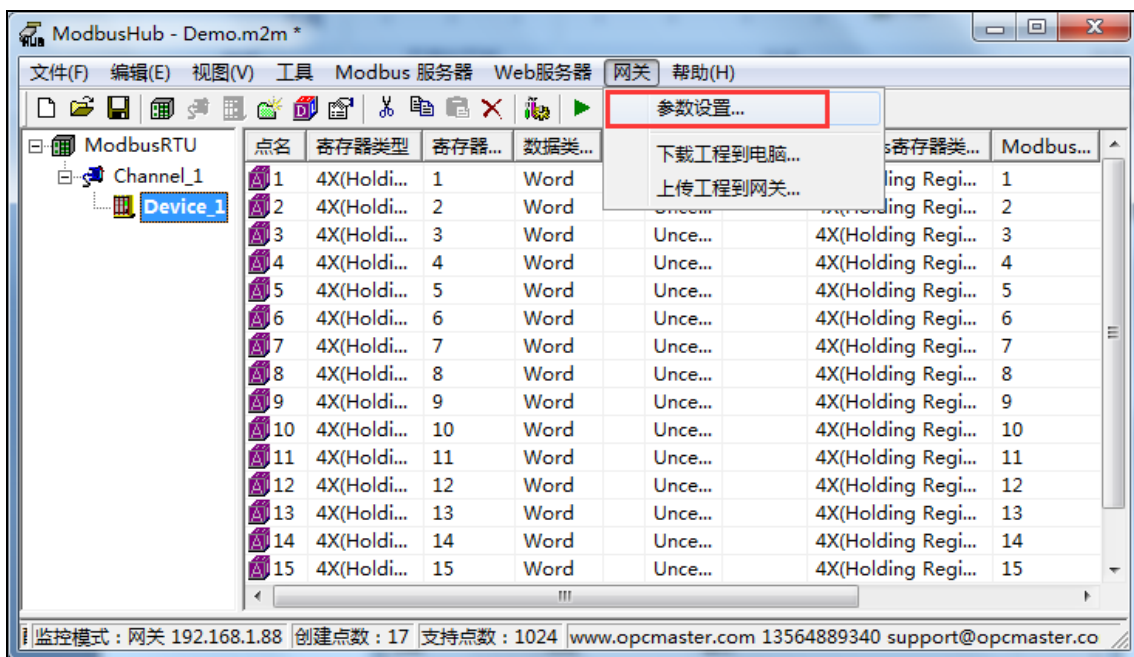 ModbusHub - Demo.m2m *
文件(F) 编辑(E) 视图(V) 工具 Modbus 服务器 Web服务器 网关 帮助(H)
参数设置...
下载工程到电脑...
上传工程到网关...
ModbusRTU
Channel_1
Device_1
点名 寄存器类型 寄存器... 数据类... s寄存器类... Modbus...
1 4X(Holdi... 1 Word ling Regi... 1
2 4X(Holdi... 2 Word 4X(Holding Regi... 2
3 4X(Holdi... 3 Word Unce... 4X(Holding Regi... 3
4 4X(Holdi... 4 Word Unce... 4X(Holding Regi... 4
5 4X(Holdi... 5 Word Unce... 4X(Holding Regi... 5
6 4X(Holdi... 6 Word Unce... 4X(Holding Regi... 6
7 4X(Holdi... 7 Word Unce... 4X(Holding Regi... 7
8 4X(Holdi... 8 Word Unce... 4X(Holding Regi... 8
9 4X(Holdi... 9 Word Unce... 4X(Holding Regi... 9
10 4X(Holdi... 10 Word Unce... 4X(Holding Regi... 10
11 4X(Holdi... 11 Word Unce... 4X(Holding Regi... 11
12 4X(Holdi... 12 Word Unce... 4X(Holding Regi... 12
13 4X(Holdi... 13 Word Unce... 4X(Holding Regi... 13
14 4X(Holdi... 14 Word Unce... 4X(Holding Regi... 14
15 4X(Holdi... 15 Word Unce... 4X(Holding Regi... 15
监控模式：网关 192.168.1.88 创建点数：17 支持点数：1024 www.opcmaster.com 13564889340 support@opcmaster.co